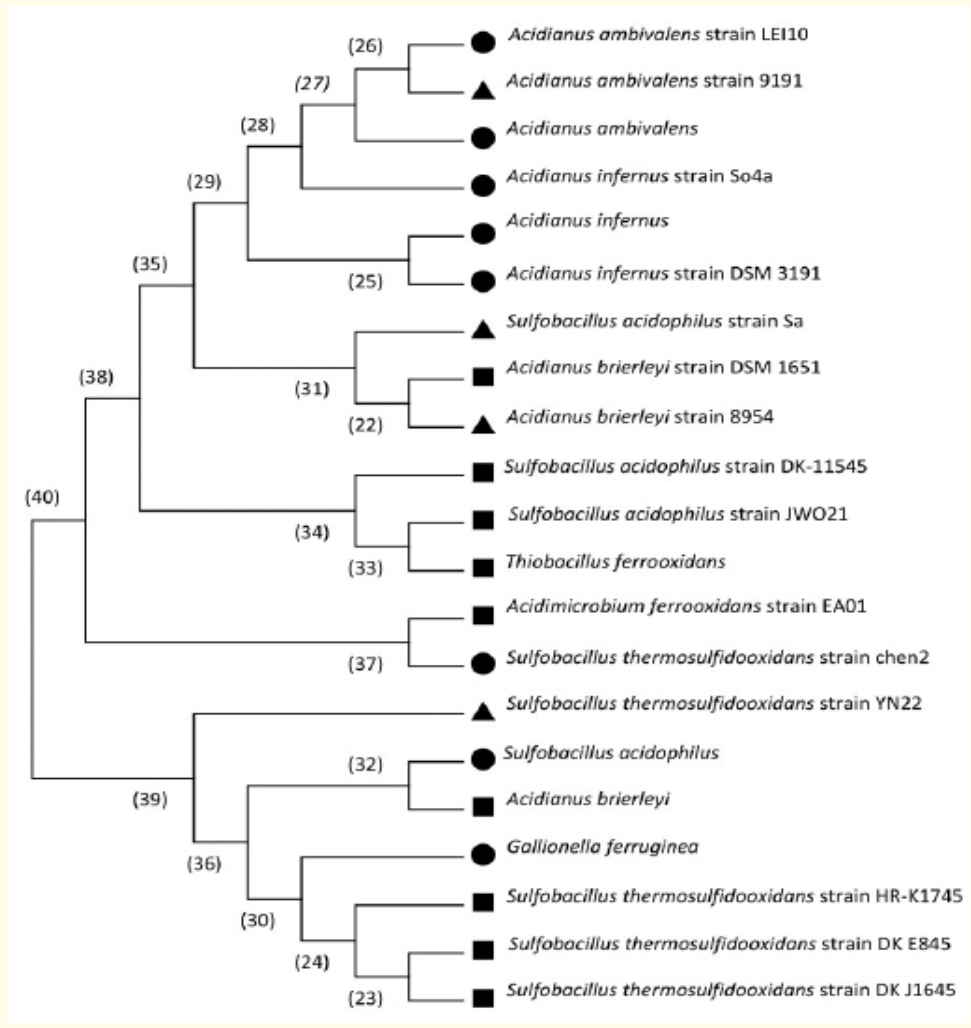 Acidianus ambivalens strain LEI10
(26)
Acidianus ambivalens strain 9191
(27)
(28)
Acidianus ambivalens
Acidianus infernus strain So4a
(29)
Acidianus infernus
(35)
(25)
Acidianus infernus strain DSM 3191
Sulfobacillus acidophilus strain Sa
Acidianus brierleyi strain DSM 1651
(38)
(31)
Acidianus brierleyi strain 8954
(22)
Sulfobacillus acidophilus strain DK-11545
(40)
Sulfobacillus acidophilus strain JWO21
(34)
Thiobacillus ferrooxidans
(33)
Acidimicrobium ferrooxidans strain EA01
Sulfobacillus thermosulfidooxidans strain chen2
(37)
Sulfobacillus thermosulfidooxidans strain YN22
Sulfobacillus acidophilus
(32)
(39)
Acidianus brierleyi
Gallionella ferruginea
(36)
Sulfobacillus thermosulfidooxidans strain HR-K1745
(30)
Sulfobacillus thermosulfidooxidans strain DK E845
(24)
Sulfobacillus thermosulfidooxidans strain DK J1645
(23)